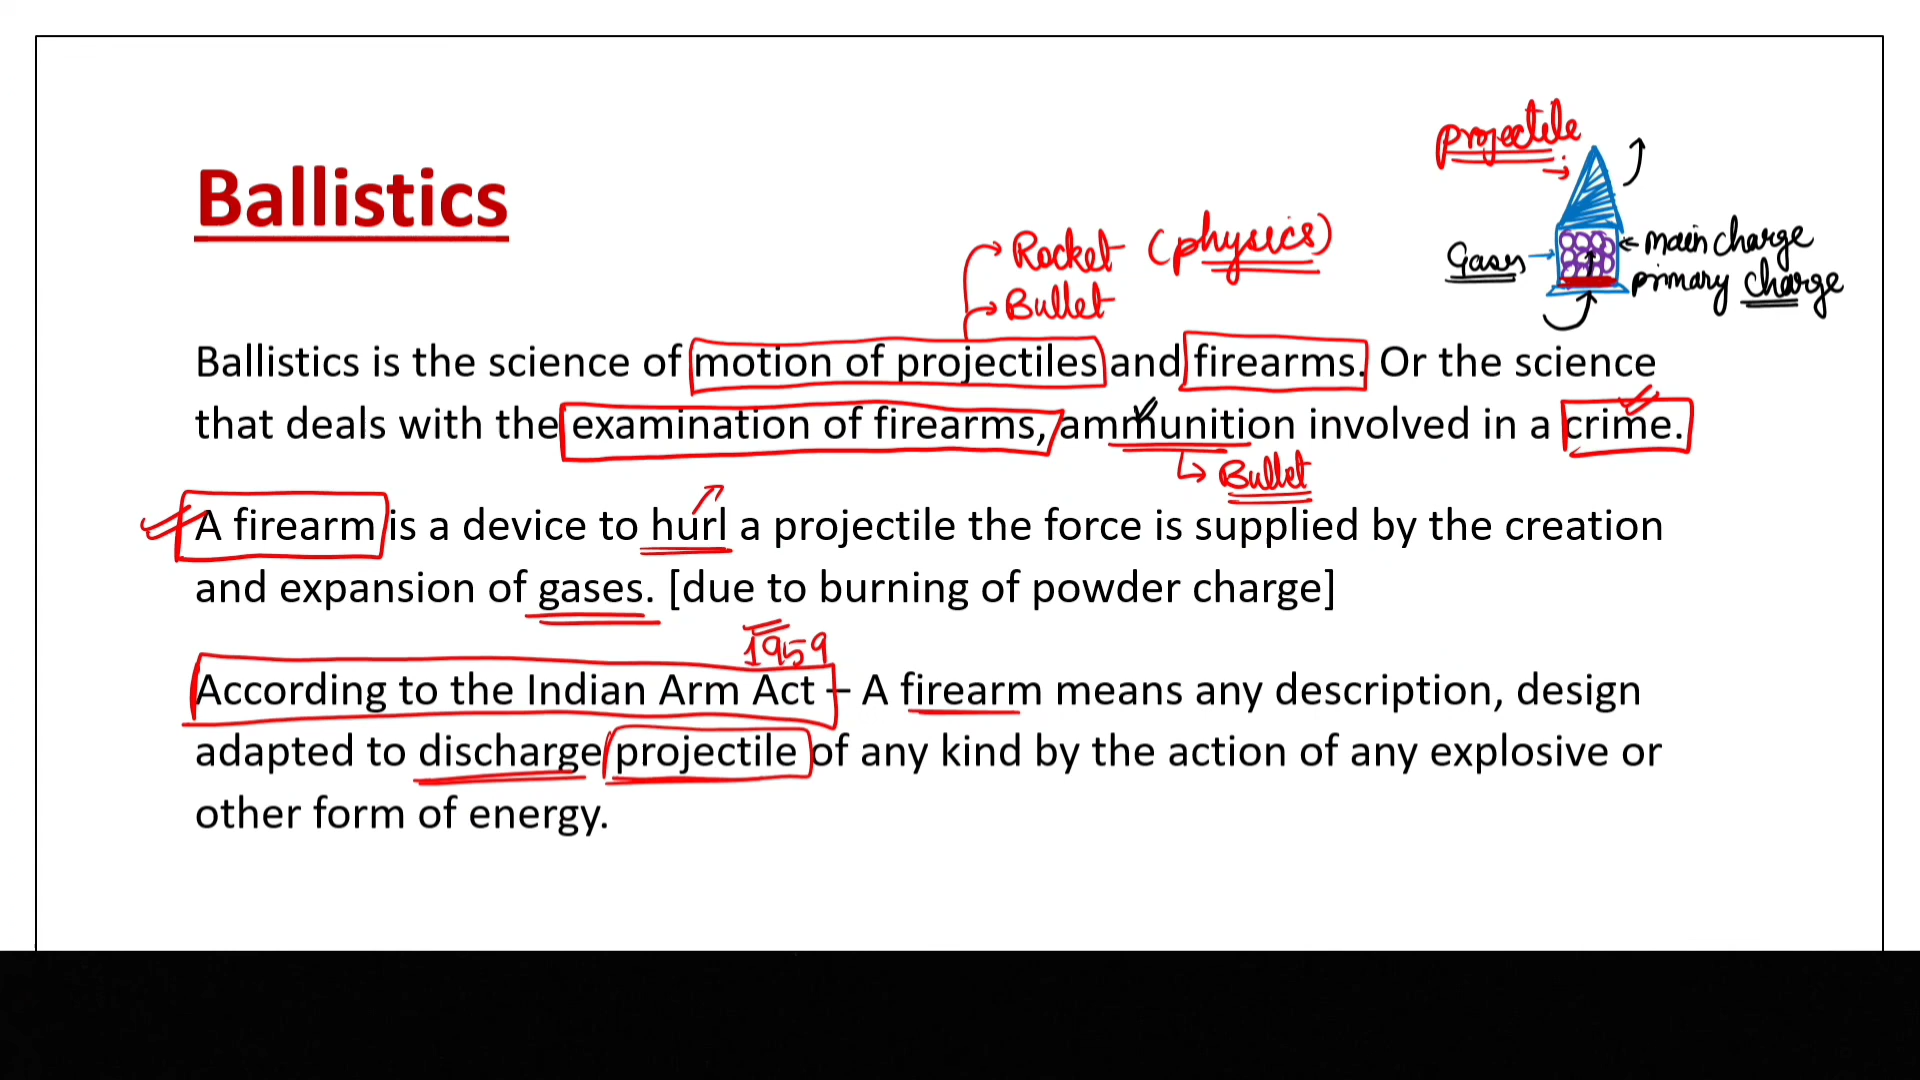 projectile
Ballistics
Rocket (physics)
← main charge
Gases
primary charge
Bullet
Ballistics is the science of motion of projectiles and firearms. Or the science
that deals with the examination of firearms, ammunition involved in a crime.
Bullet
A firearm is a device to hurl a projectile the force is supplied by the creation
and expansion of gases. [due to burning of powder charge]
1959
According to the Indian Arm Act – A firearm means any description, design
adapted to discharge projectile of any kind by the action of any explosive or
other form of energy.